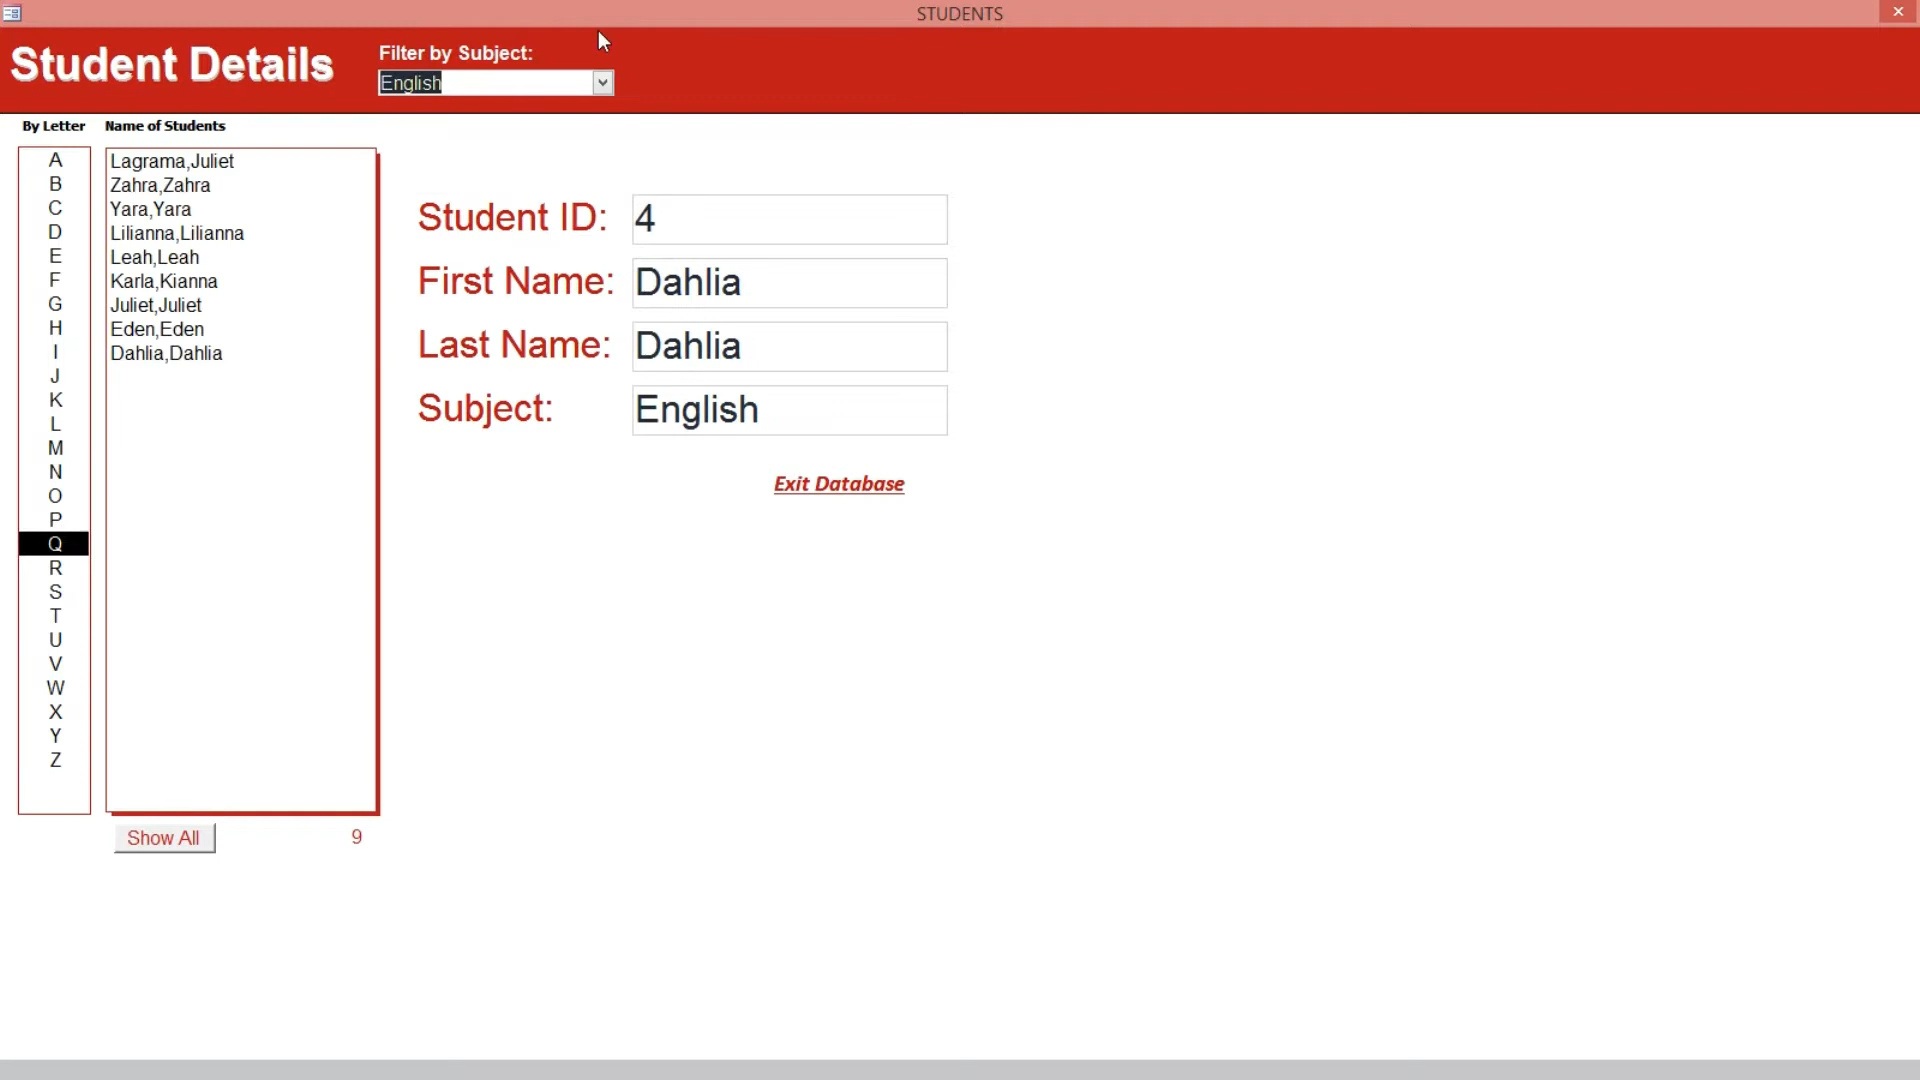 STUDENTS
Student Details
Filter by Subject:
English
By Letter
Name of Students
A
B
C
D
E
F
G
H
I
J
K
L
M
N
O
P
Q
R
S
T
U
V
W
X
Y
Z
Lagrama,Juliet
Zahra,Zahra
Yara,Yara
Lilianna,Lilianna
Leah,Leah
Karla,Kianna
Juliet,Juliet
Eden,Eden
Dahlia,Dahlia
Show All
9
Student ID: 4
First Name: Dahlia
Last Name: Dahlia
Subject: English
Exit Database